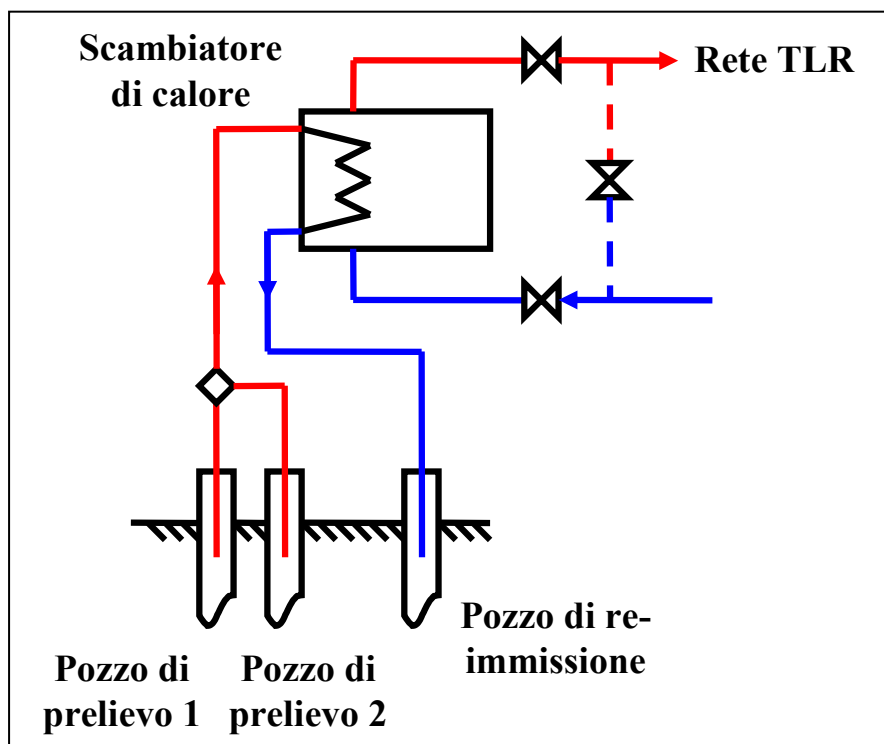 Scambiatore
di calore
Rete TLR
Pozzo di re-
immissione
Pozzo di
prelievo 1
Pozzo di
prelievo 2